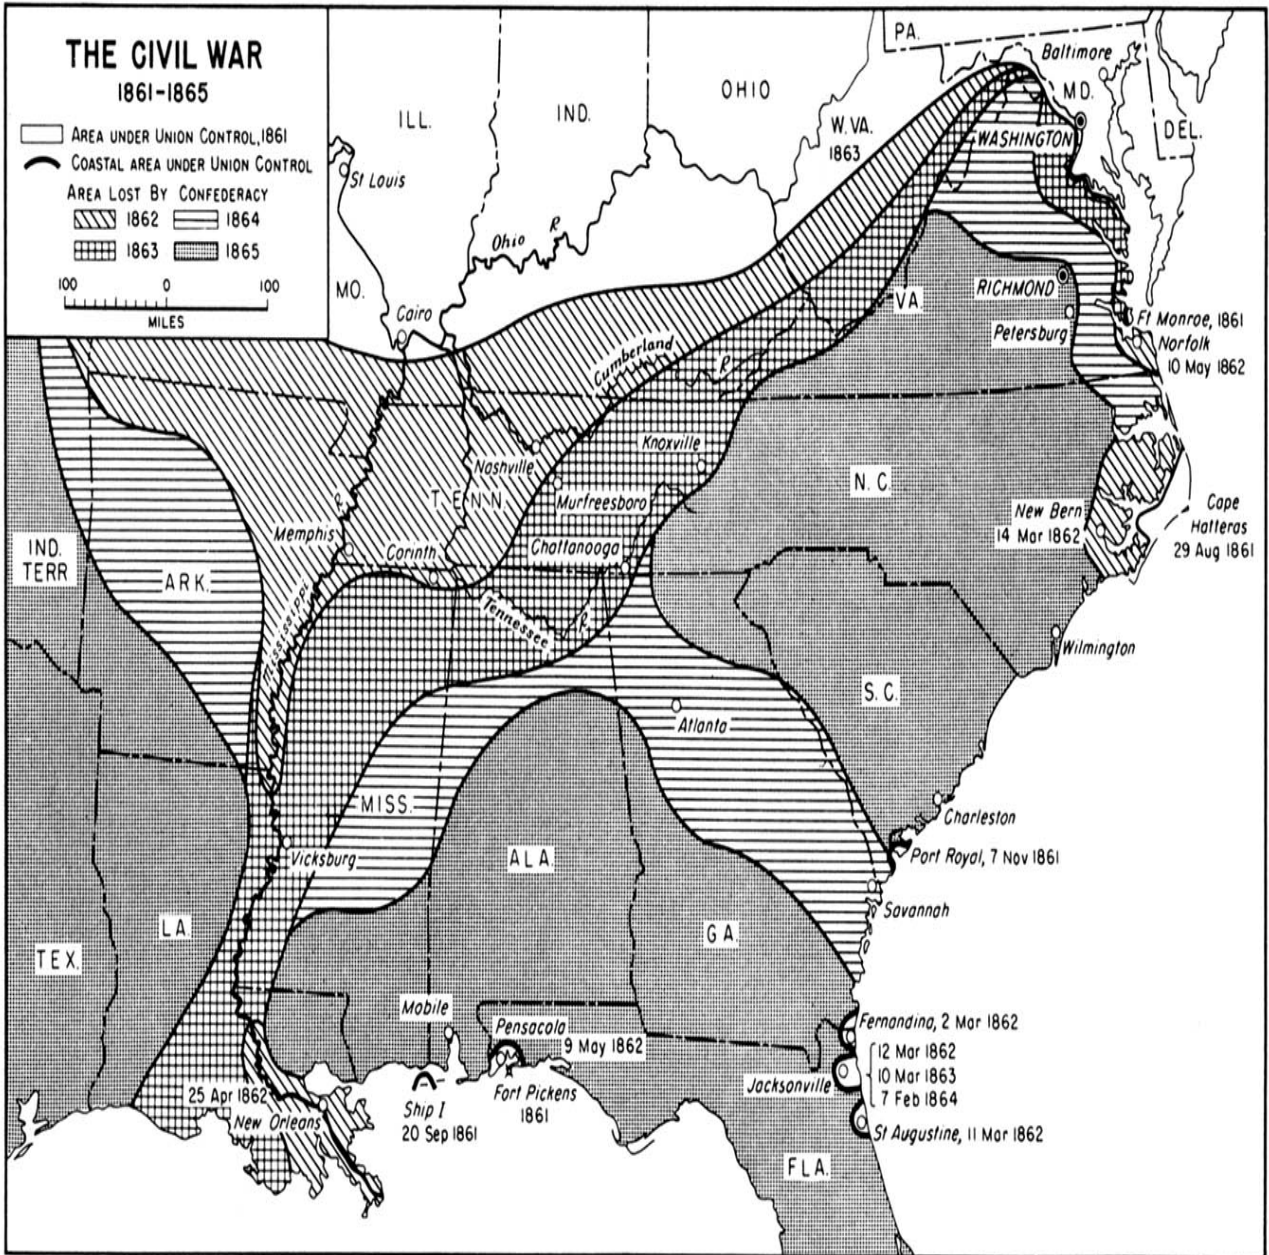 THE CIVIL WAR
1861-1865
AREA UNDER UNION CONTROL, 1861
COASTAL AREA UNDER UNION CONTROL
AREA LOST BY CONFEDERACY
1862
1864
1863
1865
100 0 100
MILES
PA.
Baltimore
MD.
DEL.
OHIO
IND.
ILL.
W.VA.
1863
WASHINGTON
St Louis
Ohio R
MO.
Cairo
VA.
RICHMOND
Petersburg
Ft Monroe, 1861
Norfolk
10 May 1862
Cumberland R
Knoxville
Nashville
TENN.
Murfreesboro
N.C.
New Bern
14 Mar 1862
Cape
Hatteras
29 Aug 1861
Memphis
Corinth
Chattanooga
IND.
TERR
ARK.
Mississippi R
Tennessee R
Wilmington
S.C.
Atlanta
MISS.
Charleston
Port Royal, 7 Nov 1861
Vicksburg
ALA.
Savannah
LA.
GA.
TEX.
Mobile
Pensacola
9 May 1862
Fernandina, 2 Mar 1862
12 Mar 1862
10 Mar 1863
7 Feb 1864
Jacksonville
25 Apr 1862
New Orleans
Ship I
20 Sep 1861
Fort Pickens
1861
St Augustine, 11 Mar 1862
FLA.